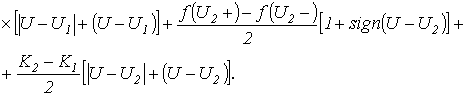 ×[|U−U₁|+(U−U₁)]+ f(U₂+)−f(U₂−)/2 [1+sign(U−U₂)]+
+ K₂−K₁/2 [|U−U₂|+(U−U₂)].